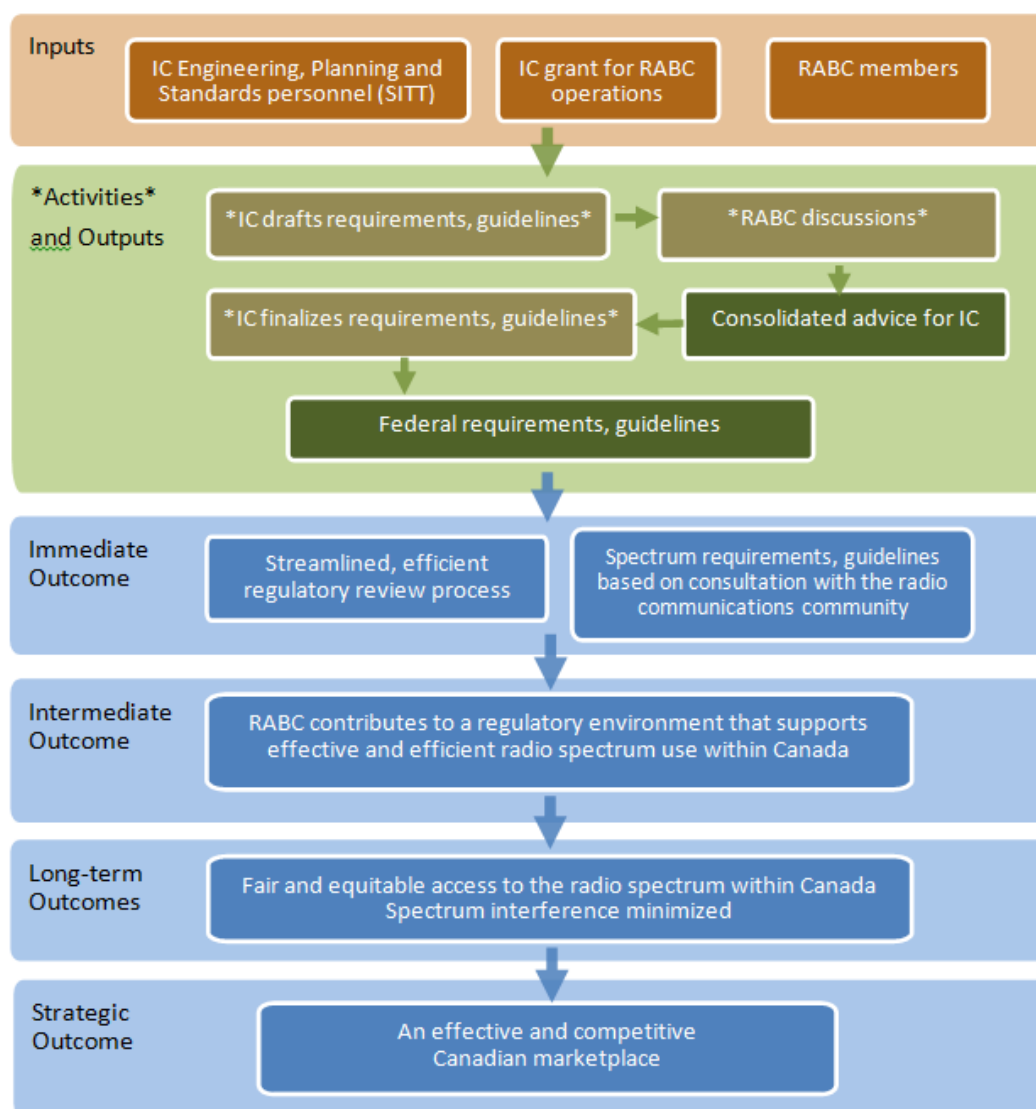 Inputs
IC Engineering, Planning and
Standards personnel (SITT)
IC grant for RABC
operations
RABC members
*Activities*
and Outputs
*IC drafts requirements, guidelines*
*RABC discussions*
*IC finalizes requirements, guidelines*
Consolidated advice for IC
Federal requirements, guidelines
Immediate
Outcome
Streamlined, efficient
regulatory review process
Spectrum requirements, guidelines
based on consultation with the radio
communications community
Intermediate
Outcome
RABC contributes to a regulatory environment that supports
effective and efficient radio spectrum use within Canada
Long-term
Outcomes
Fair and equitable access to the radio spectrum within Canada
Spectrum interference minimized
Strategic
Outcome
An effective and competitive
Canadian marketplace